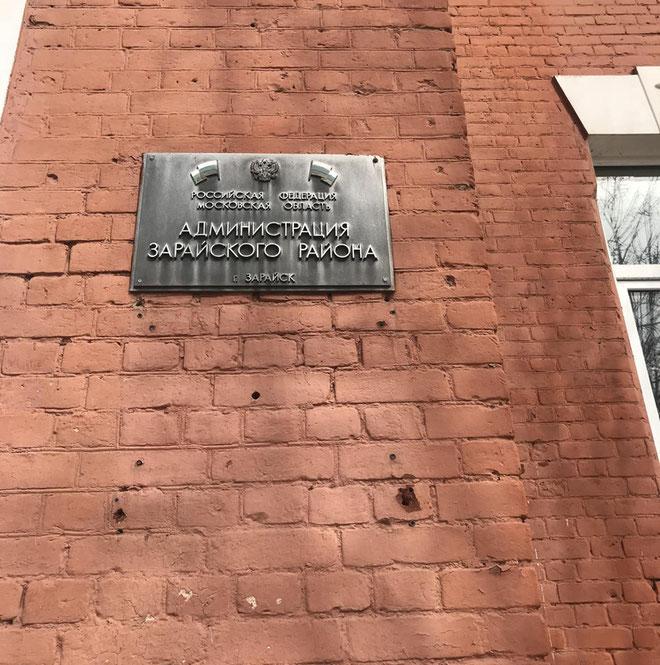 РОССИЙСКАЯ ФЕДЕРАЦИЯ
МОСКОВСКАЯ ОБЛАСТЬ
АДМИНИСТРАЦИЯ
ЗАРАЙСКОГО РАЙОНА
г. ЗАРАЙСК